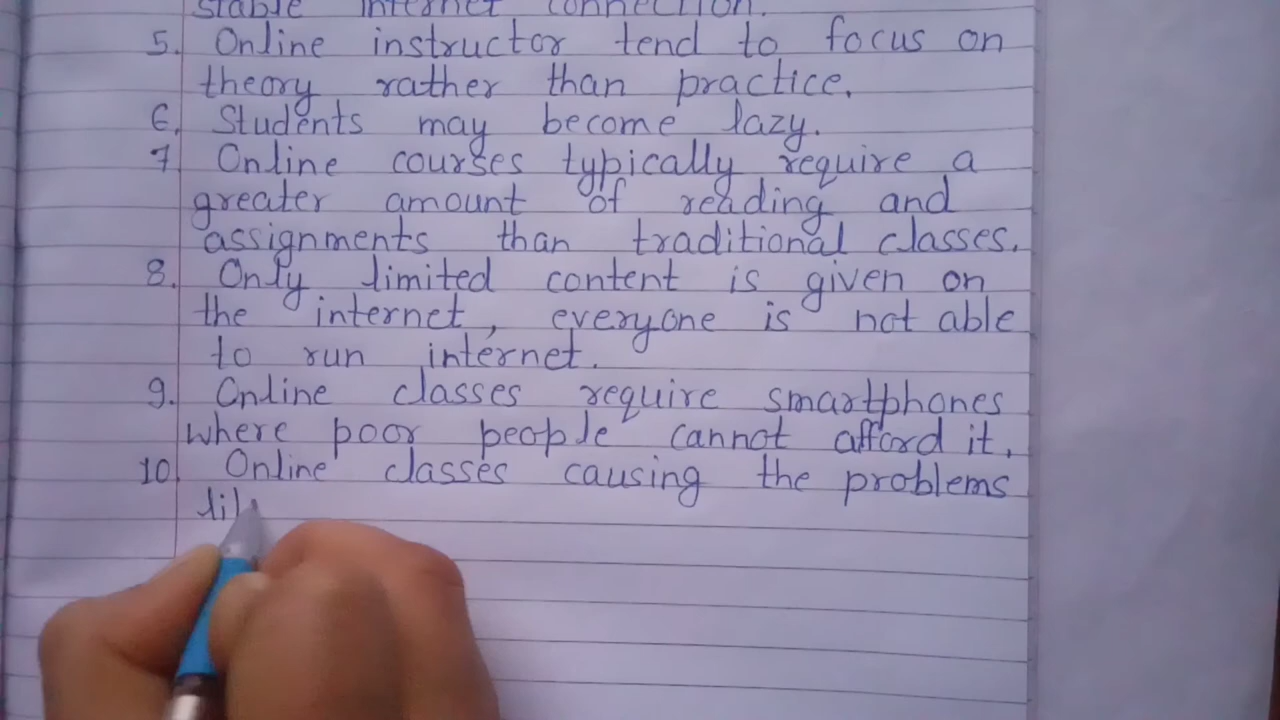 stable internet connection.
5. Online instructor tend to focus on
theory rather than practice.
6. Students may become lazy.
7 Online courses typically require a
greater amount of reading and
assignments than traditional classes.
8. Only limited content is given on
the internet, everyone is not able
to run internet.
9. Online classes require smartphones
where poor people cannot afford it.
10. Online classes causing the problems